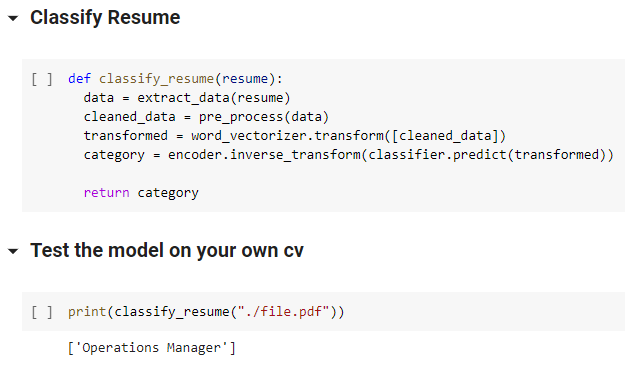 Classify Resume
[ ] def classify_resume(resume):
data = extract_data(resume)
cleaned_data = pre_process(data)
transformed = word_vectorizer.transform([cleaned_data])
category = encoder.inverse_transform(classifier.predict(transformed))
return category
Test the model on your own cv
[ ] print(classify_resume("./file.pdf"))
['Operations Manager']